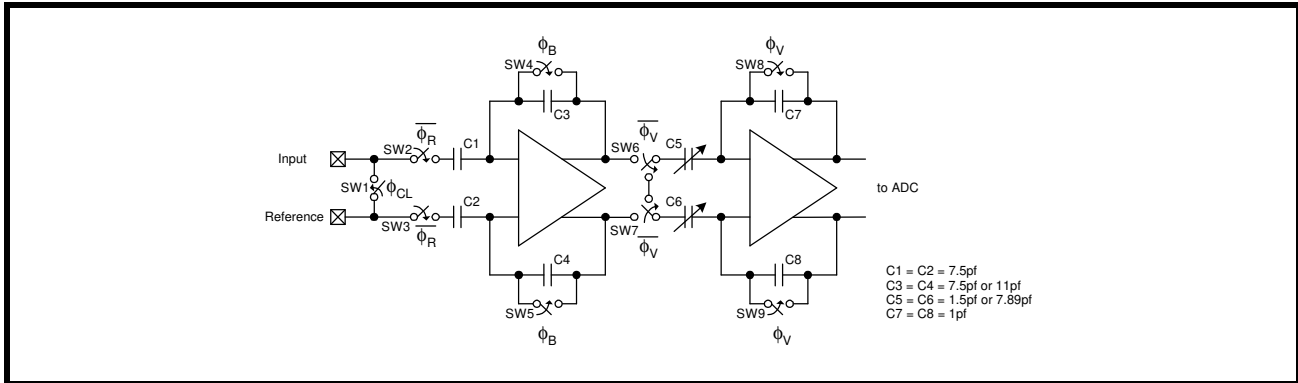 ϕB
ϕV
SW4
SW8
C3
C7
ϕR
ϕV
C1
SW6
C5
Input
SW2
SW1
ϕCL
to ADC
Reference
SW3
C2
SW7
C6
ϕR
ϕV
C4
C8
SW5
SW9
ϕB
ϕV
C1 = C2 = 7.5pf
C3 = C4 = 7.5pf or 11pf
C5 = C6 = 1.5pf or 7.89pf
C7 = C8 = 1pf